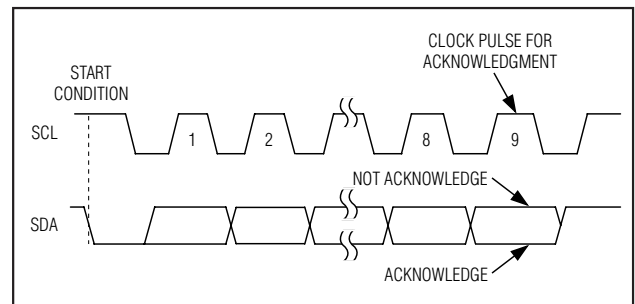 CLOCK PULSE FOR
ACKNOWLEDGMENT
START
CONDITION
SCL
1
2
8
9
NOT ACKNOWLEDGE
SDA
ACKNOWLEDGE